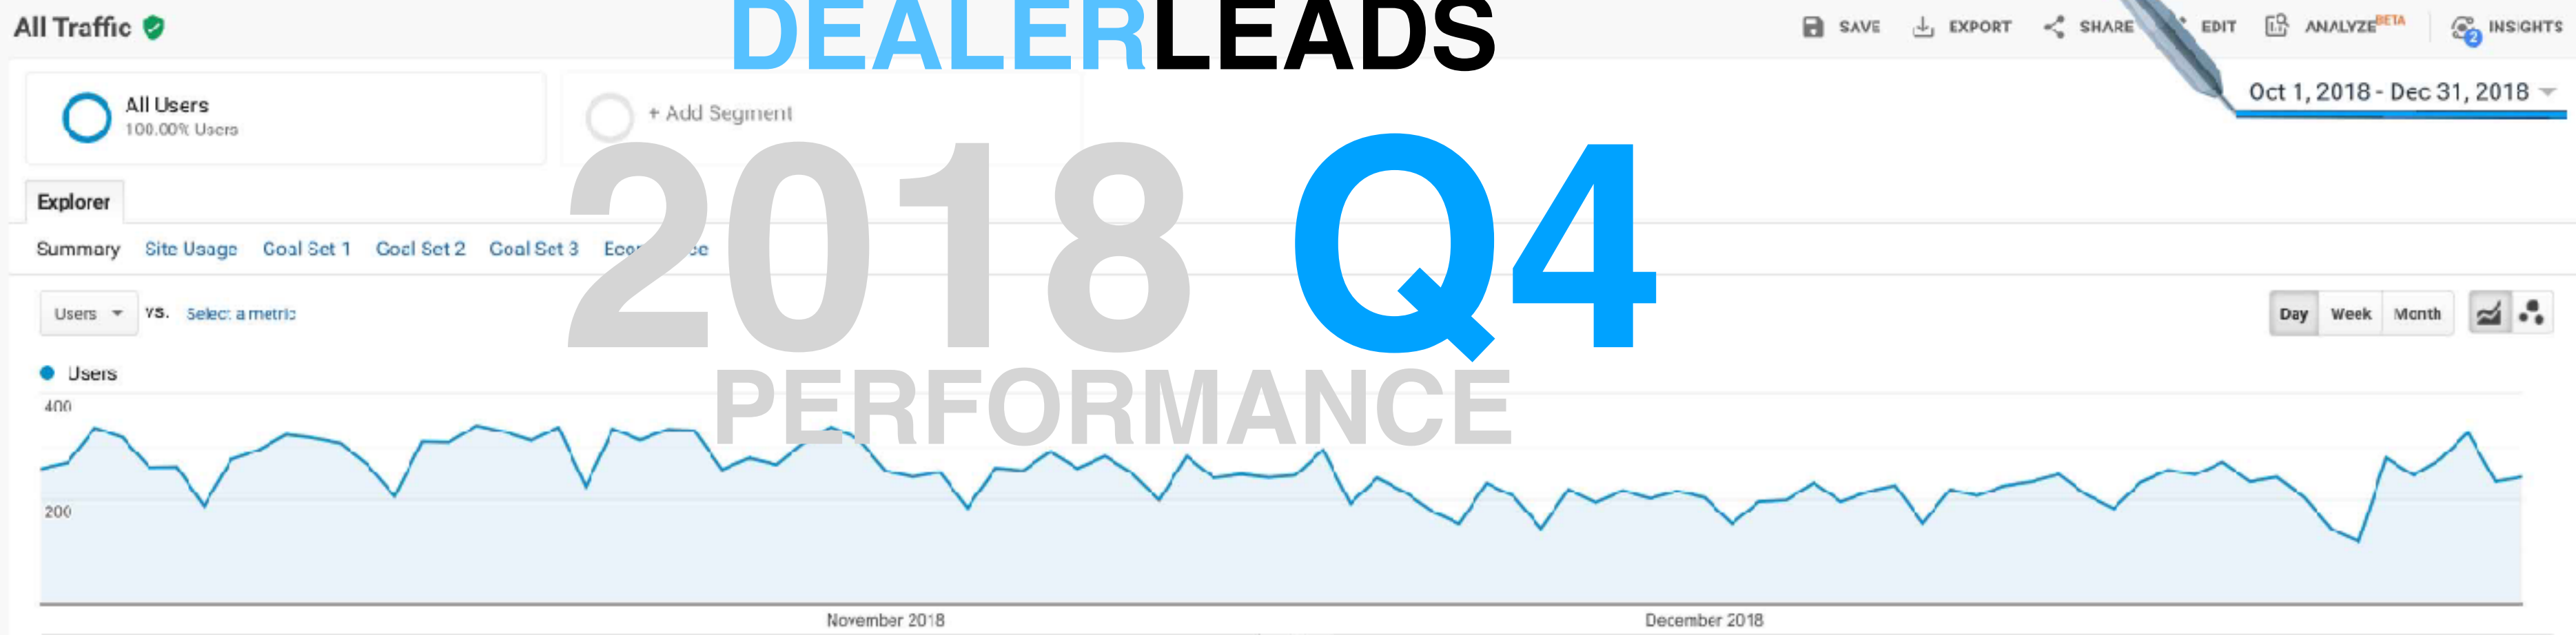 All Traffic
DEALERLEADS
SAVE EXPORT SHARE EDIT ANALYZE BETA 2 INSIGHTS
All Users
100.00% Users
+ Add Segment
Oct 1, 2018 - Dec 31, 2018
2018 Q4
Explorer
Summary Site Usage Goal Set 1 Goal Set 2 Goal Set 3
Users VS. Select a metric
Day Week Month
PERFORMANCE
Users
400
200
November 2018 December 2018